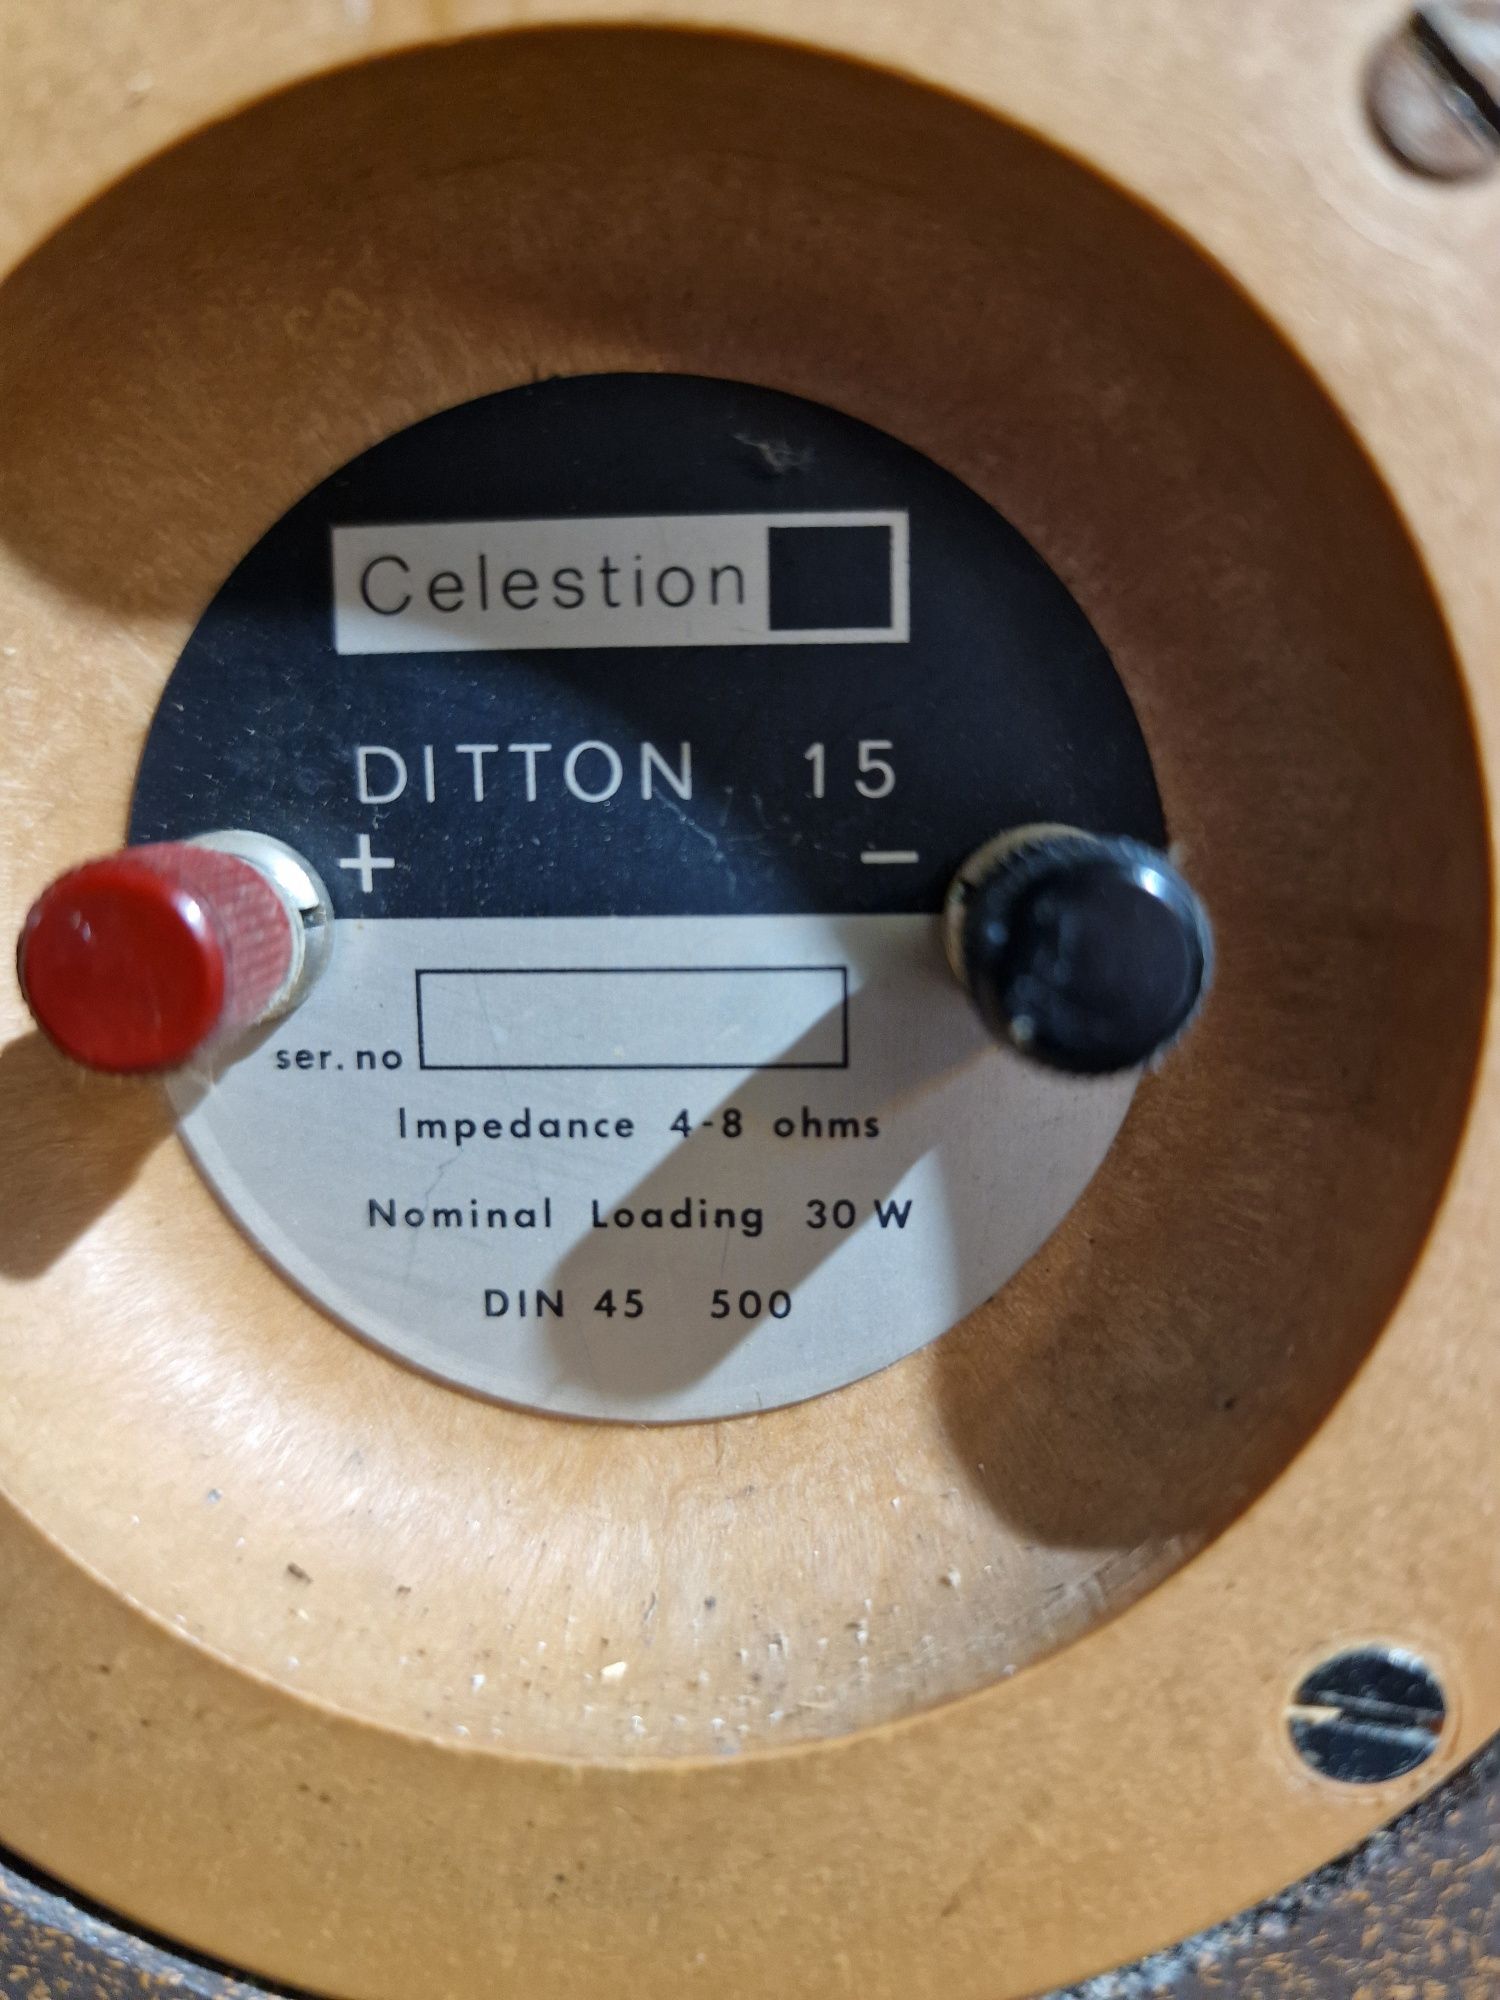 Celestion
DITTON 15
+ −
ser. no
Impedance 4-8 ohms
Nominal Loading 30 W
DIN 45 500